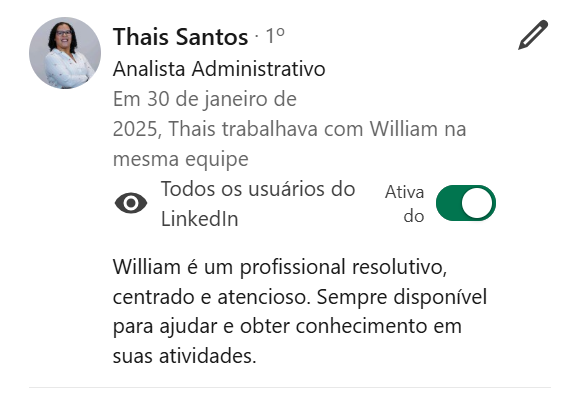 Thais Santos · 1º
Analista Administrativo
Em 30 de janeiro de
2025, Thais trabalhava com William na
mesma equipe
Todos os usuários do
LinkedIn
Ativa
do
William é um profissional resolutivo,
centrado e atencioso. Sempre disponível
para ajudar e obter conhecimento em
suas atividades.